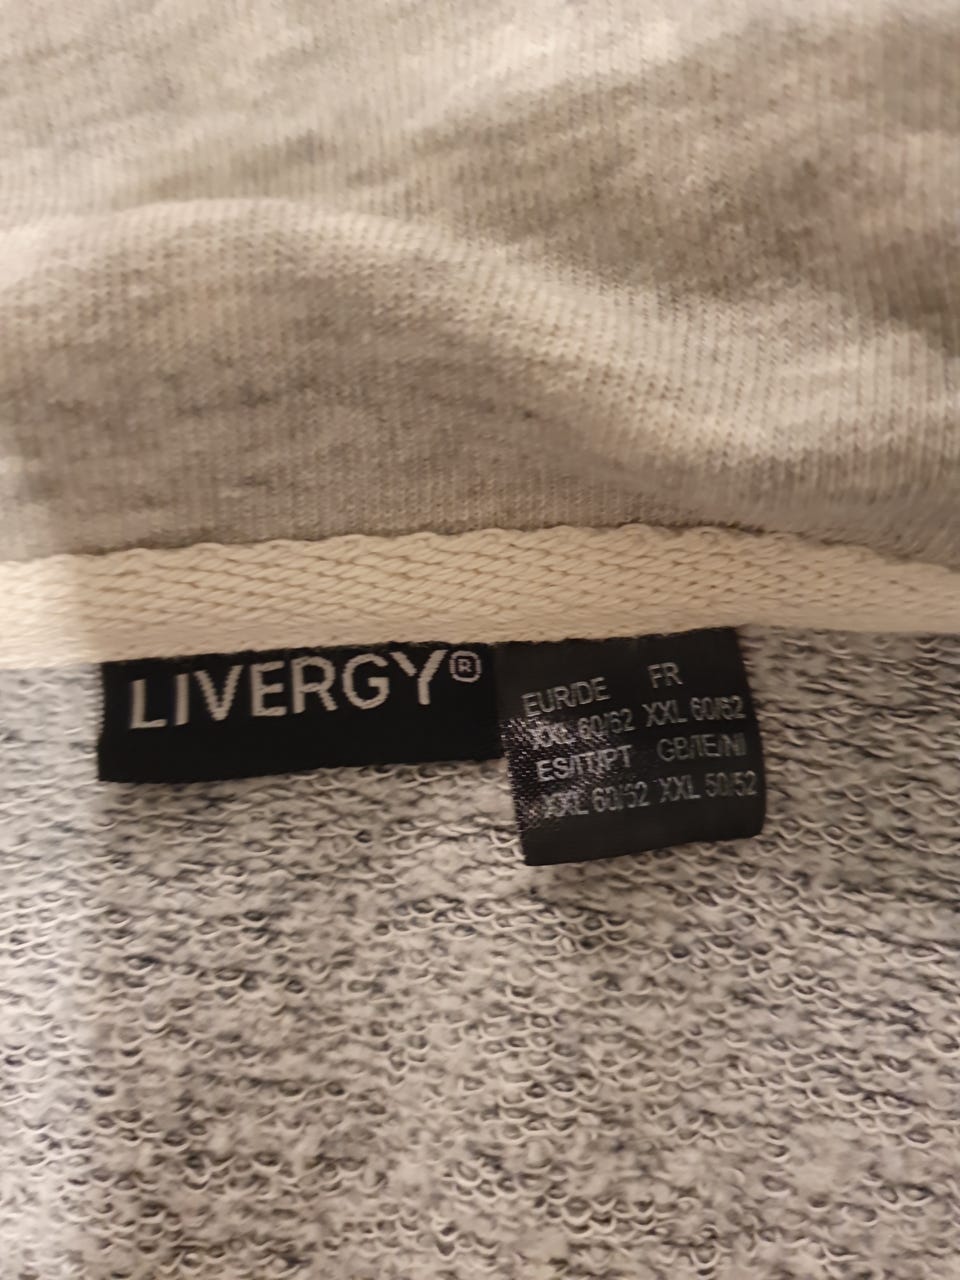 LIVERGY®
EUR/DE FR
XXL 60/62 XXL 60/62
ES/IT/PT GB/IE/NI
XXL 60/62 XXL 50/52